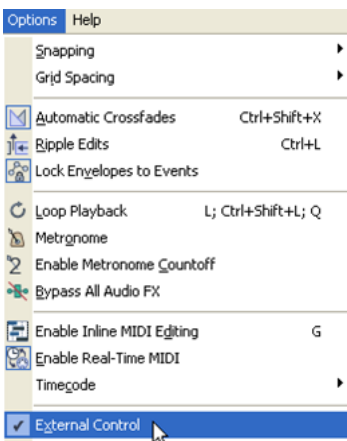 Options Help
Snapping
Grid Spacing
Automatic Crossfades Ctrl+Shift+X
Ripple Edits Ctrl+L
Lock Envelopes to Events
Loop Playback L; Ctrl+Shift+L; Q
Metronome
Enable Metronome Countoff
Bypass All Audio FX
Enable Inline MIDI Editing G
Enable Real-Time MIDI
Timecode
External Control